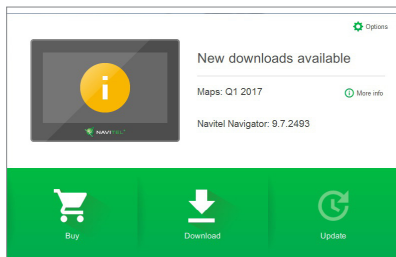 Options
New downloads available
Maps: Q1 2017
More info
Navitel Navigator: 9.7.2493
NAVITEL
Buy
Download
Update